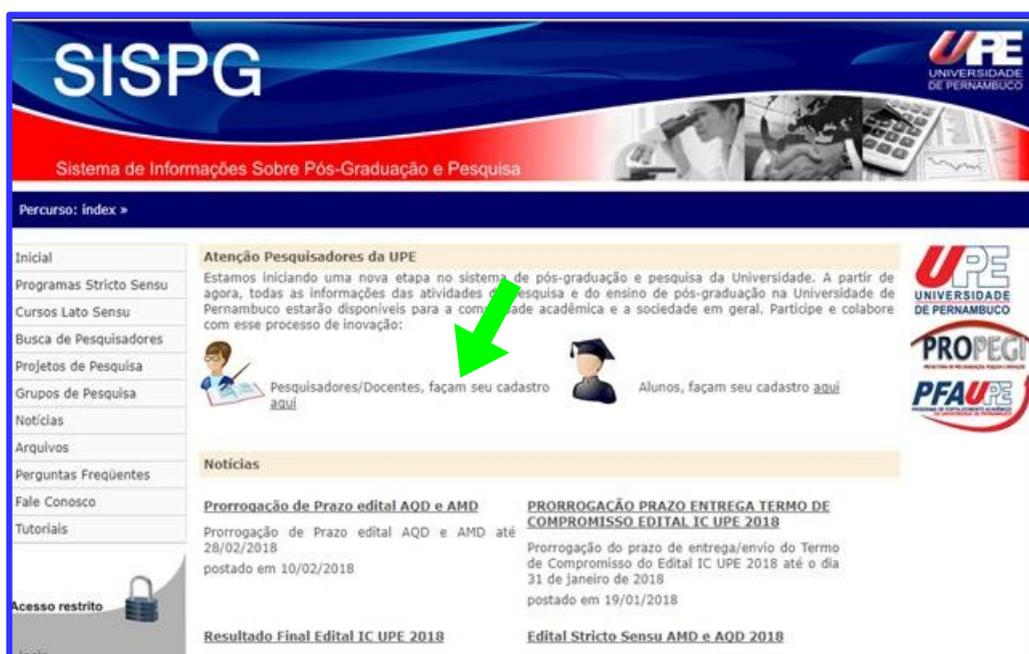 SISPG
UPE
UNIVERSIDADE
DE PERNAMBUCO
Sistema de Informações Sobre Pós-Graduação e Pesquisa
Percurso: index »
Inicial
Programas Stricto Sensu
Cursos Lato Sensu
Busca de Pesquisadores
Projetos de Pesquisa
Grupos de Pesquisa
Notícias
Arquivos
Perguntas Freqüentes
Fale Conosco
Tutoriais
Acesso restrito
Atenção Pesquisadores da UPE
Estamos iniciando uma nova etapa no sistema de pós-graduação e pesquisa da Universidade. A partir de
agora, todas as informações das atividades de pesquisa e do ensino de pós-graduação na Universidade de
Pernambuco estarão disponíveis para a comunidade acadêmica e a sociedade em geral. Participe e colabore
com esse processo de inovação:
Pesquisadores/Docentes, façam seu cadastro
aqui
Alunos, façam seu cadastro aqui
Notícias
Prorrogação de Prazo edital AQD e AMD
Prorrogação de Prazo edital AQD e AMD até
28/02/2018
postado em 10/02/2018
PRORROGACÃO PRAZO ENTREGA TERMO DE
COMPROMISSO EDITAL IC UPE 2018
Prorrogação do prazo de entrega/envio do Termo
de Compromisso do Edital IC UPE 2018 até o dia
31 de janeiro de 2018
postado em 19/01/2018
Resultado Final Edital IC UPE 2018
Edital Stricto Sensu AMD e AQD 2018
UPE
UNIVERSIDADE
DE PERNAMBUCO
PROPEGI
PFAUPE